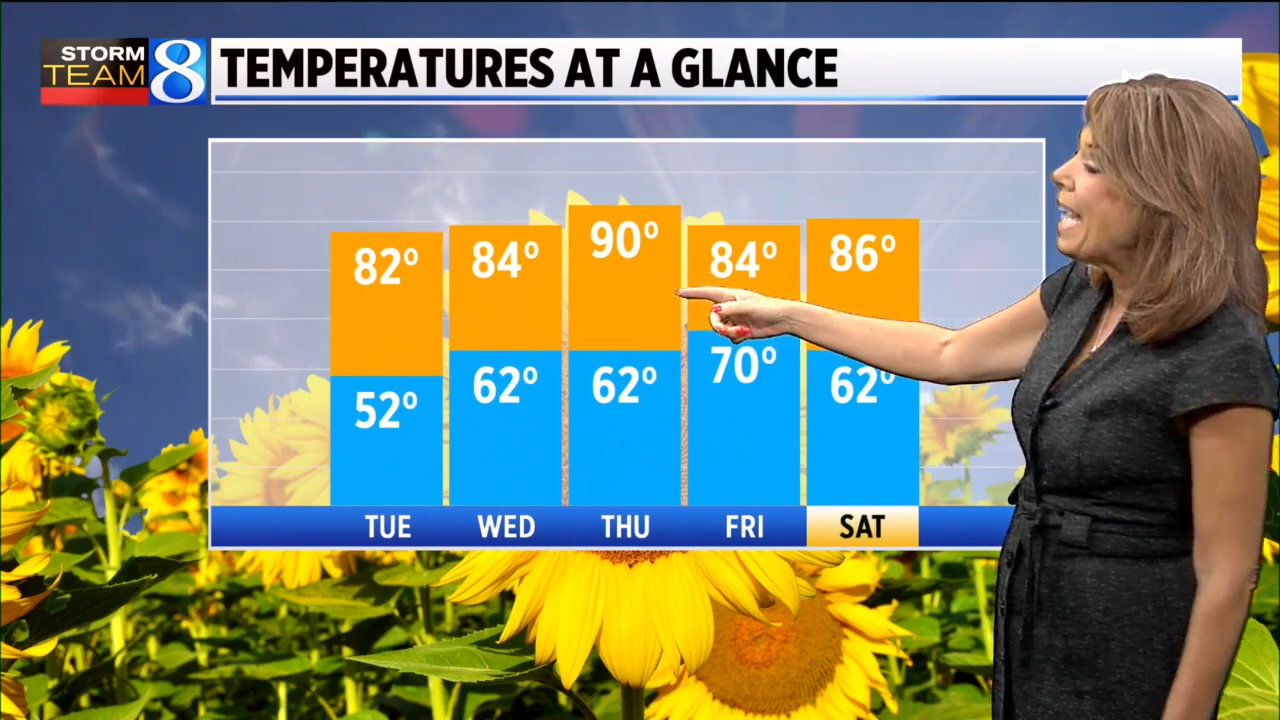 STORM
TEAM 8
TEMPERATURES AT A GLANCE
82° 84° 90° 84° 86°
52° 62° 62° 70° 62°
TUE WED THU FRI SAT